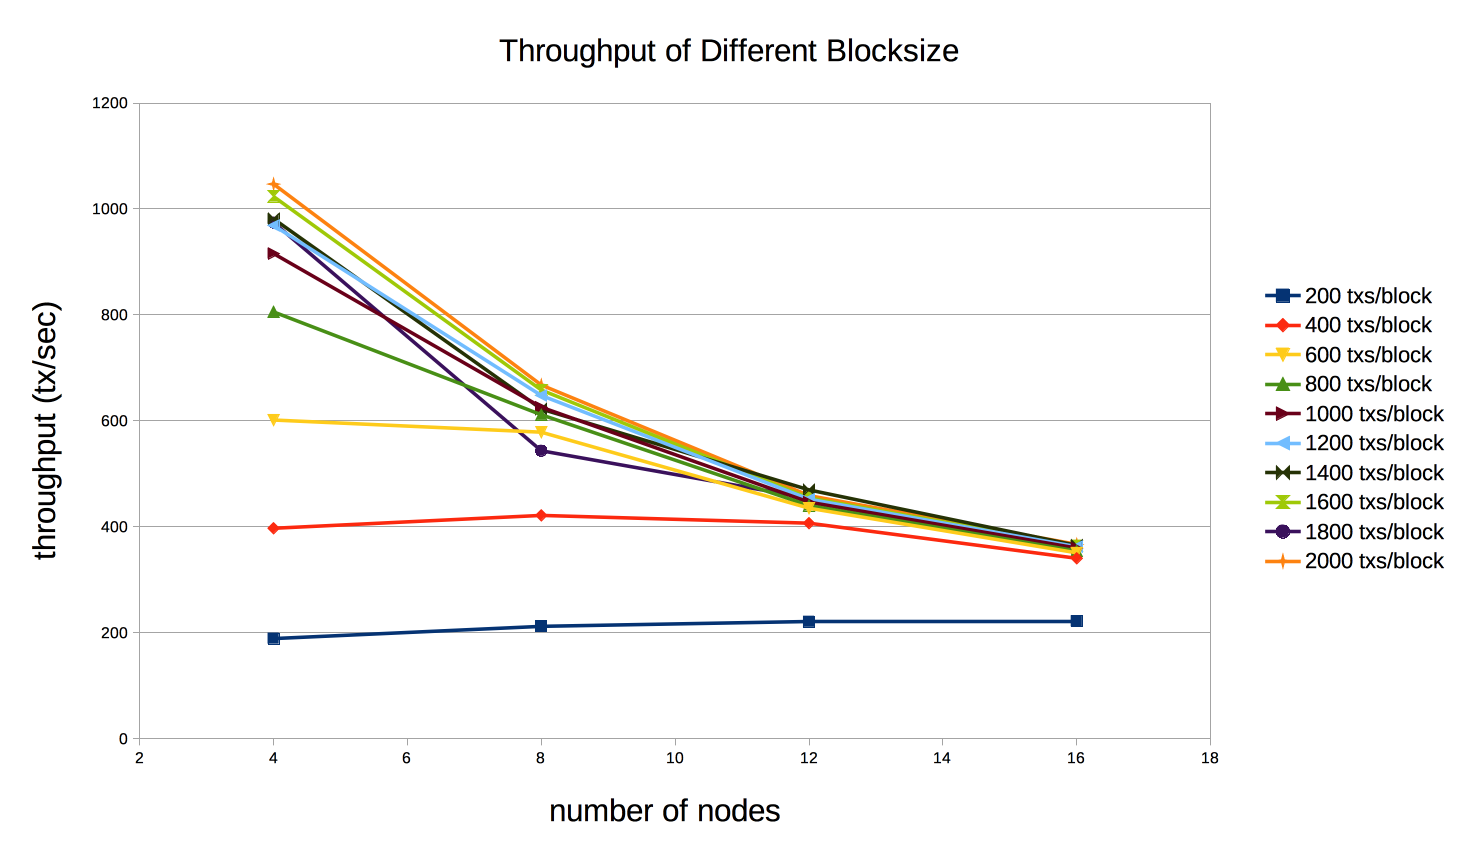 Throughput of Different Blocksize
1200
1000
800
600
400
200
0
2 4 6 8 10 12 14 16 18
throughput (tx/sec)
number of nodes
200 txs/block
400 txs/block
600 txs/block
800 txs/block
1000 txs/block
1200 txs/block
1400 txs/block
1600 txs/block
1800 txs/block
2000 txs/block